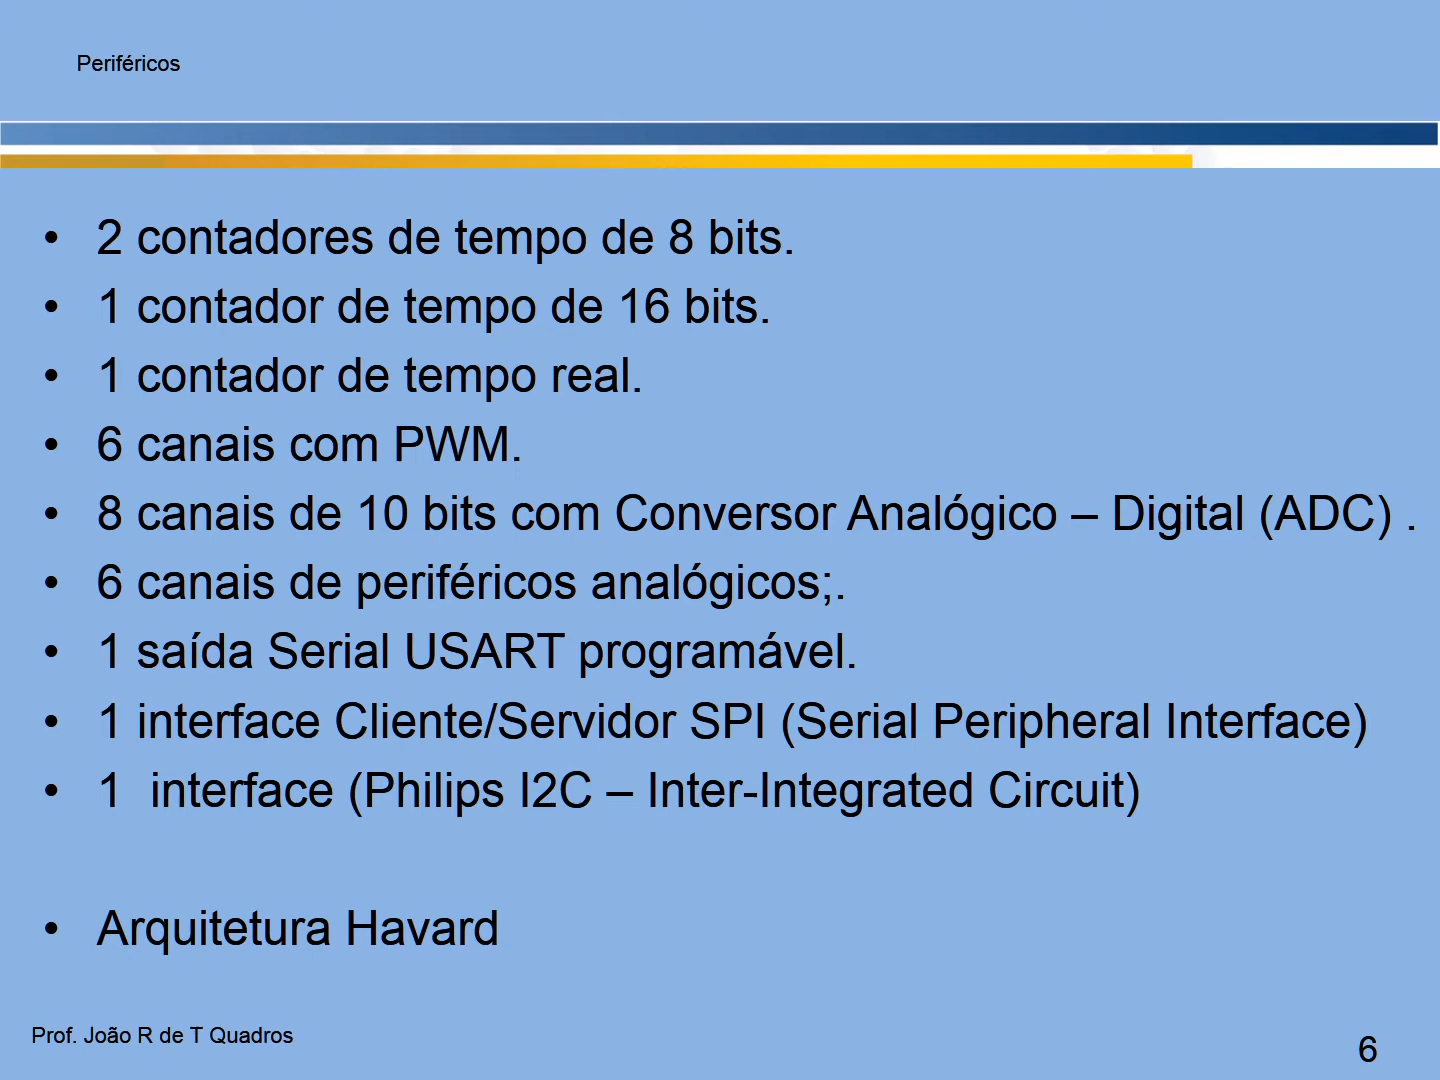 Periféricos
• 2 contadores de tempo de 8 bits.
• 1 contador de tempo de 16 bits.
• 1 contador de tempo real.
• 6 canais com PWM.
• 8 canais de 10 bits com Conversor Analógico – Digital (ADC) .
• 6 canais de periféricos analógicos;.
• 1 saída Serial USART programável.
• 1 interface Cliente/Servidor SPI (Serial Peripheral Interface)
• 1  interface (Philips I2C – Inter-Integrated Circuit)
• Arquitetura Havard
Prof. João R de T Quadros
6